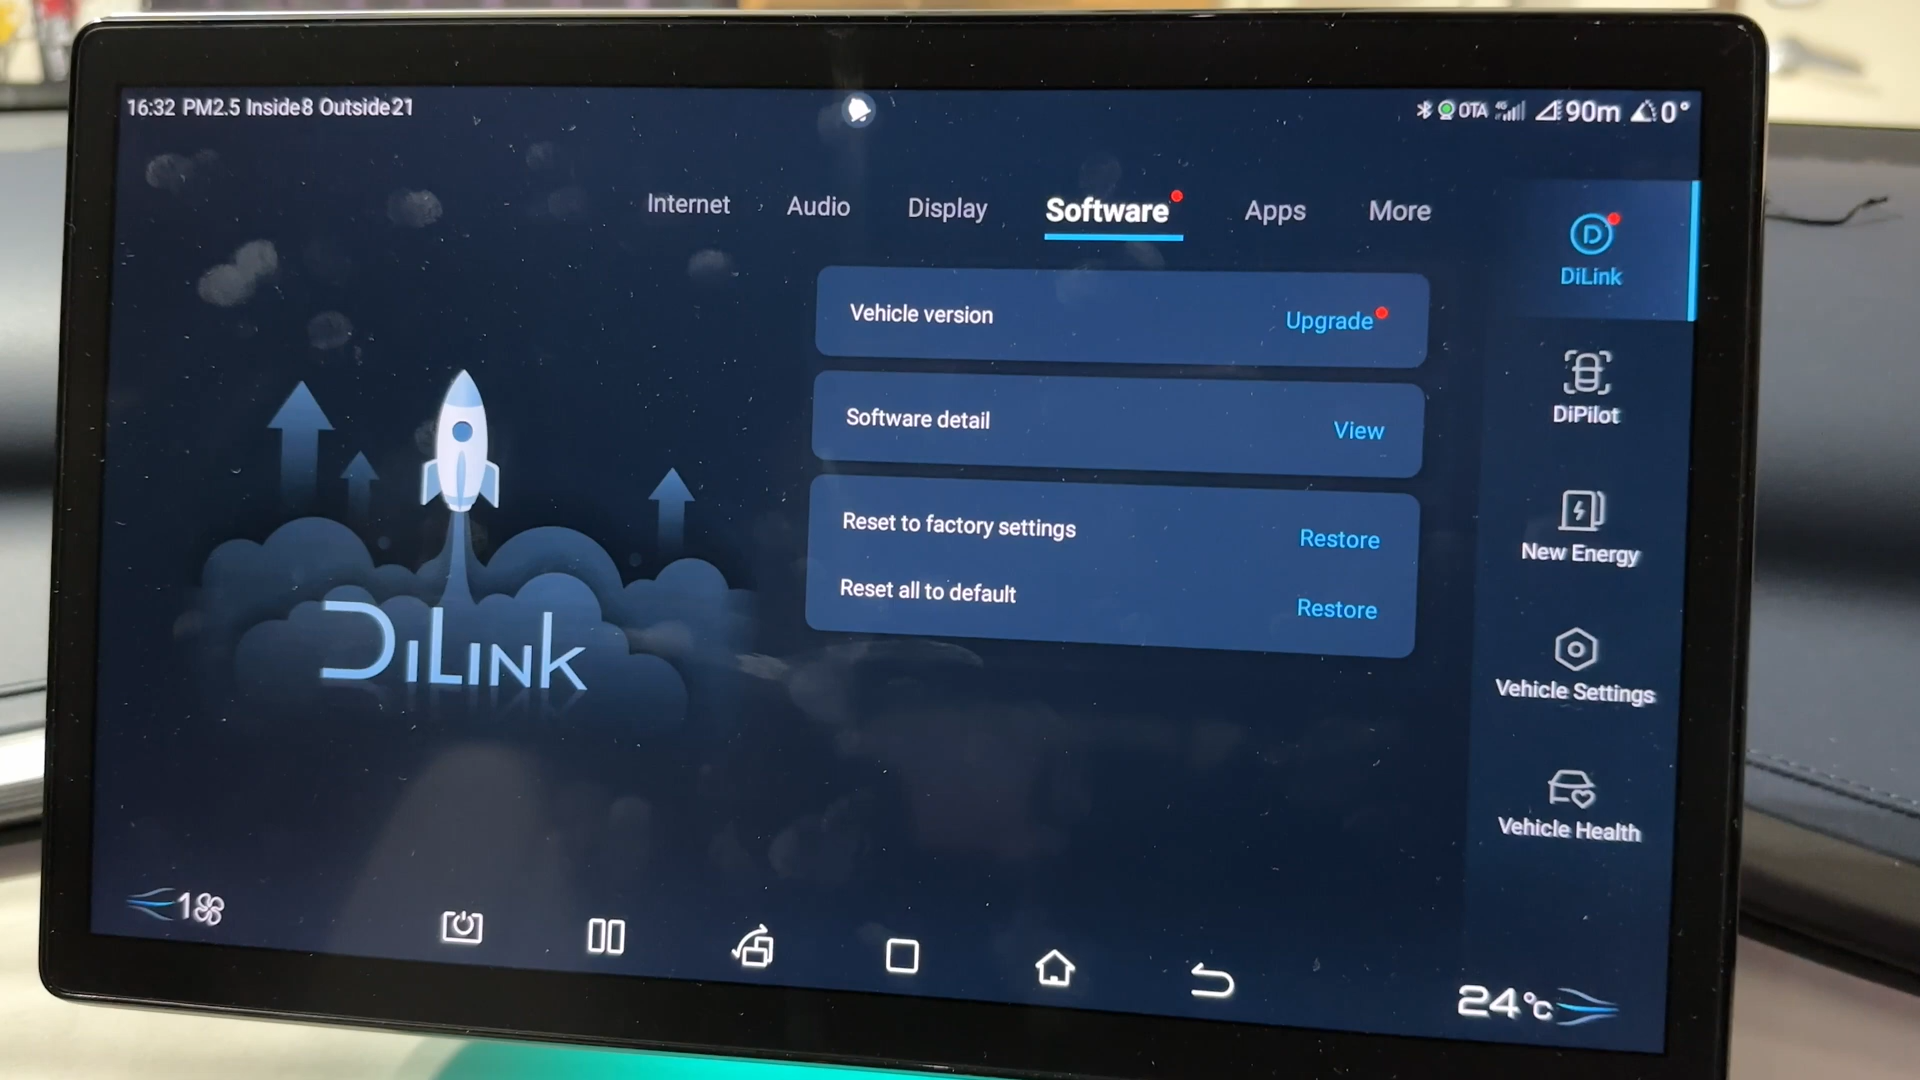 16:32 PM2.5 Inside8 Outside21
OTA 4G 90m 0°
Internet Audio Display Software Apps More
Vehicle version Upgrade
Software detail View
Reset to factory settings Restore
Reset all to default Restore
DiLink
DiLink
DiPilot
New Energy
Vehicle Settings
Vehicle Health
1
24°C